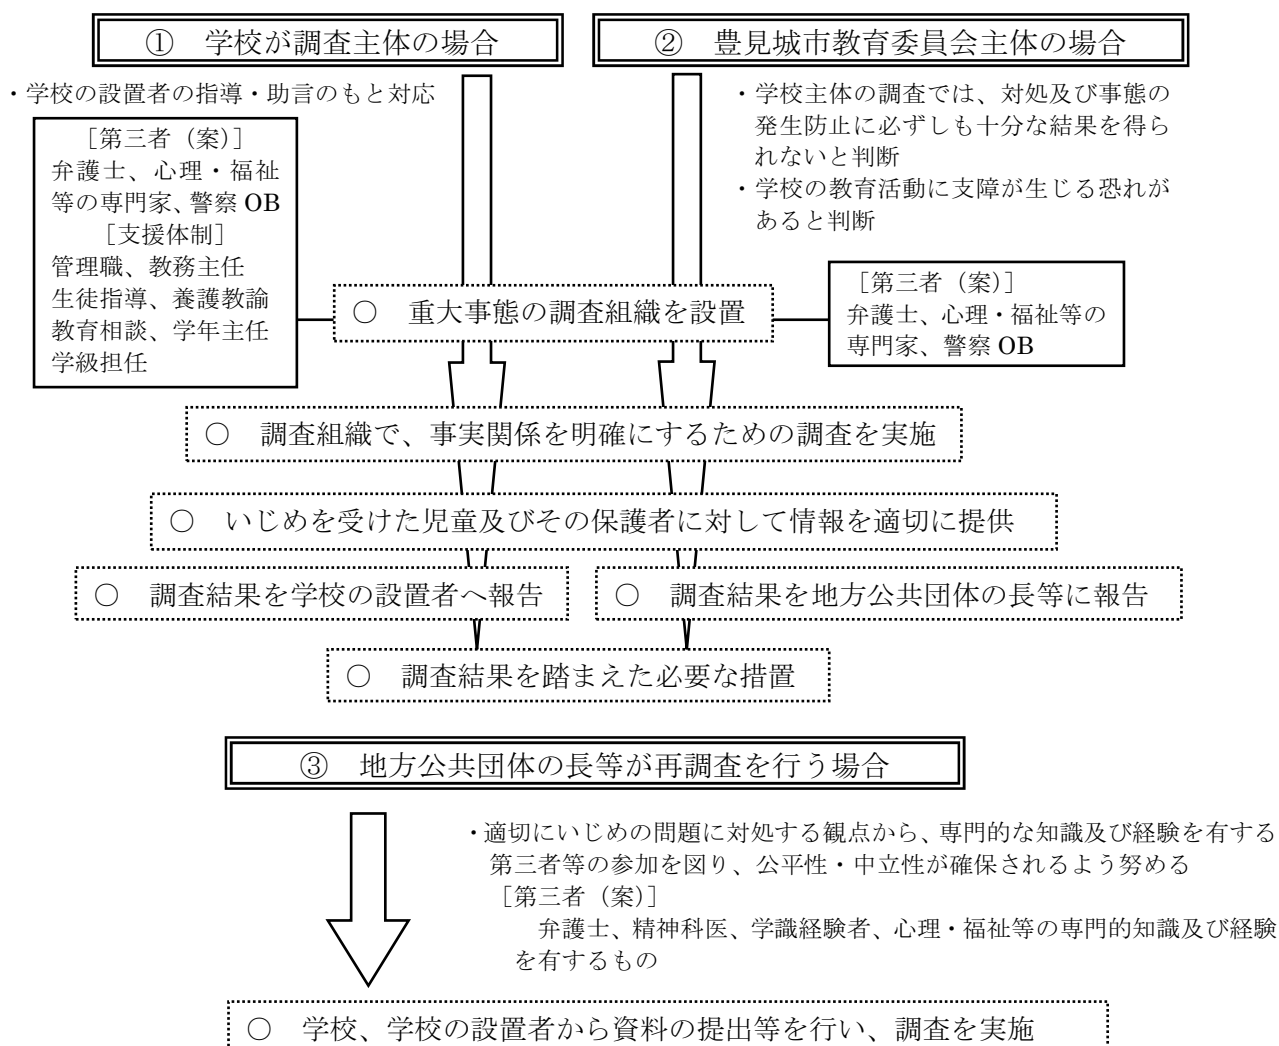 ① 学校が調査主体の場合
② 豊見城市教育委員会主体の場合
・学校の設置者の指導・助言のもと対応
［第三者（案）］
弁護士、心理・福祉
等の専門家、警察 OB
［支援体制］
管理職、教務主任
生徒指導、養護教諭
教育相談、学年主任
学級担任
・学校主体の調査では、対処及び事態の
発生防止に必ずしも十分な結果を得ら
れないと判断
・学校の教育活動に支障が生じる恐れが
あると判断
［第三者（案）］
弁護士、心理・福祉等の
専門家、警察 OB
○ 重大事態の調査組織を設置
○ 調査組織で、事実関係を明確にするための調査を実施
○ いじめを受けた児童及びその保護者に対して情報を適切に提供
○ 調査結果を学校の設置者へ報告
○ 調査結果を地方公共団体の長等に報告
○ 調査結果を踏まえた必要な措置
③ 地方公共団体の長等が再調査を行う場合
・適切にいじめの問題に対処する観点から、専門的な知識及び経験を有する
第三者等の参加を図り、公平性・中立性が確保されるよう努める
［第三者（案）］
弁護士、精神科医、学識経験者、心理・福祉等の専門的知識及び経験
を有するもの
○ 学校、学校の設置者から資料の提出等を行い、調査を実施